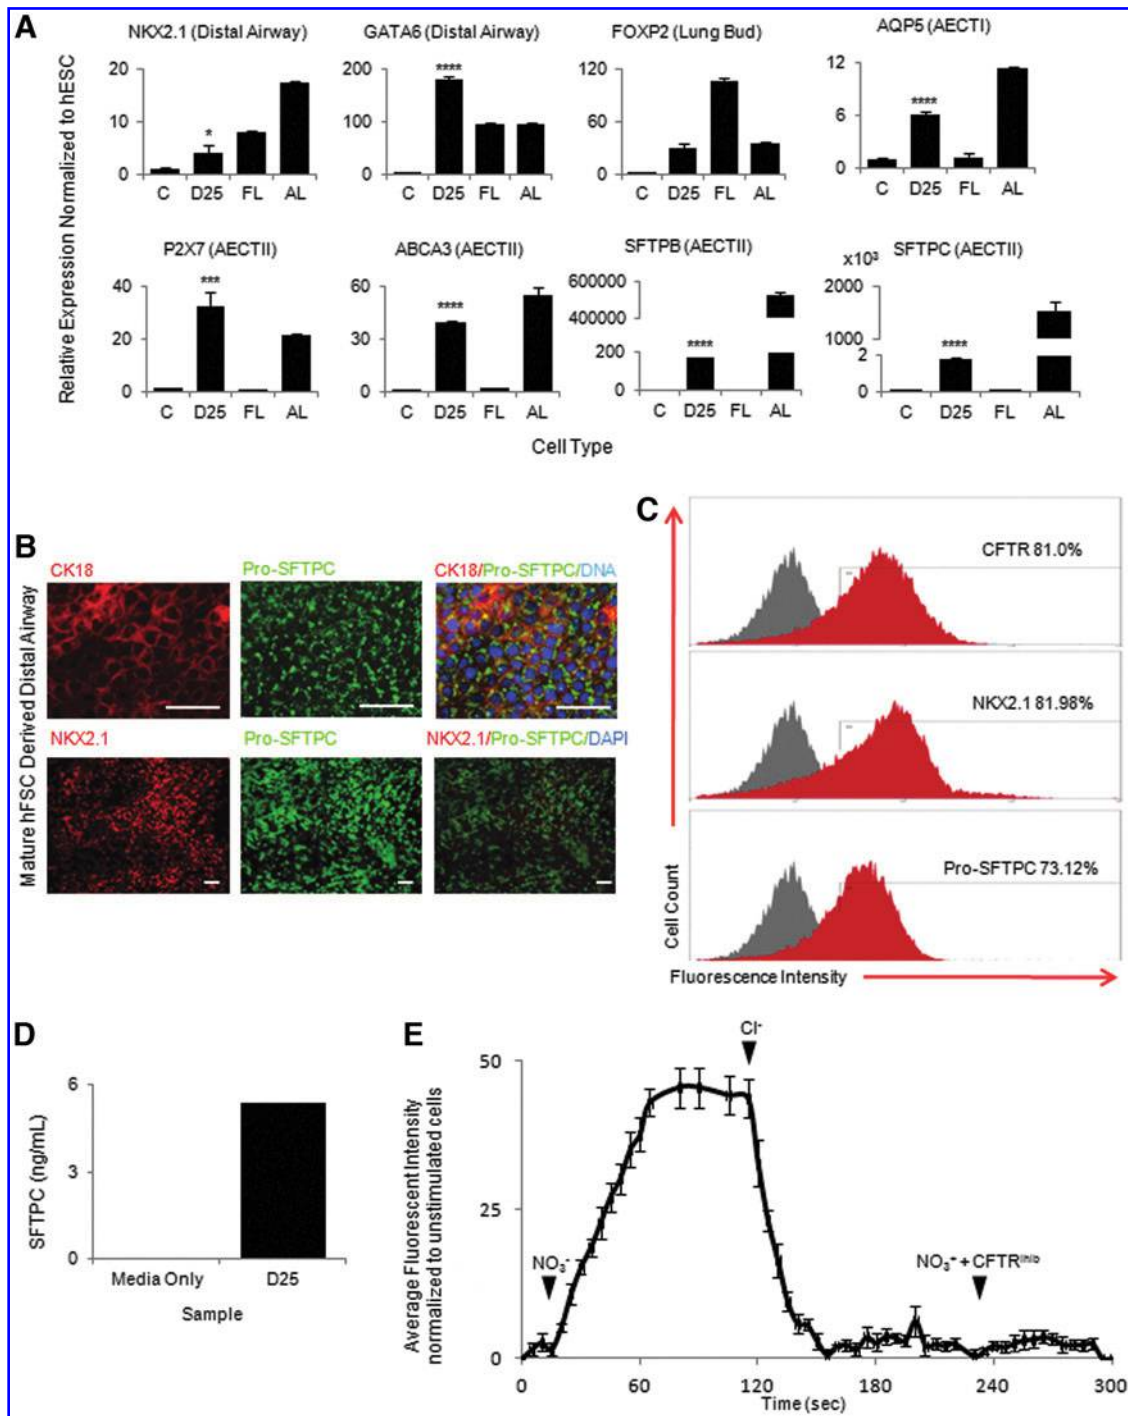 A
NKX2.1 (Distal Airway)
GATA6 (Distal Airway)
FOXP2 (Lung Bud)
AQP5 (AECTI)
Relative Expression Normalized to hESC
20
10
0
*
C D25 FL AL
200
100
0
****
C D25 FL AL
120
60
0
C D25 FL AL
12
6
0
****
C D25 FL AL
P2X7 (AECTII)
ABCA3 (AECTII)
SFTPB (AECTII)
SFTPC (AECTII)
40
20
0
***
C D25 FL AL
60
30
0
****
C D25 FL AL
600000
400000
200
0
****
C D25 FL AL
x10³
2000
1000
2
0
****
C D25 FL AL
Cell Type
B
Mature hFSC Derived Distal Airway
CK18
Pro-SFTPC
CK18/Pro-SFTPC/DNA
NKX2.1
Pro-SFTPC
NKX2.1/Pro-SFTPC/DAPI
C
CFTR 81.0%
NKX2.1 81.98%
Pro-SFTPC 73.12%
Cell Count
Fluorescence Intensity
D
SFTPC (ng/mL)
6
3
0
Media Only
D25
Sample
E
Average Fluorescent Intensity
normalized to unstimulated cells
50
25
0
NO₃⁻
Cl⁻
NO₃⁻ + CFTRᴵⁿʰⁱᵇ
0 60 120 180 240 300
Time (sec)